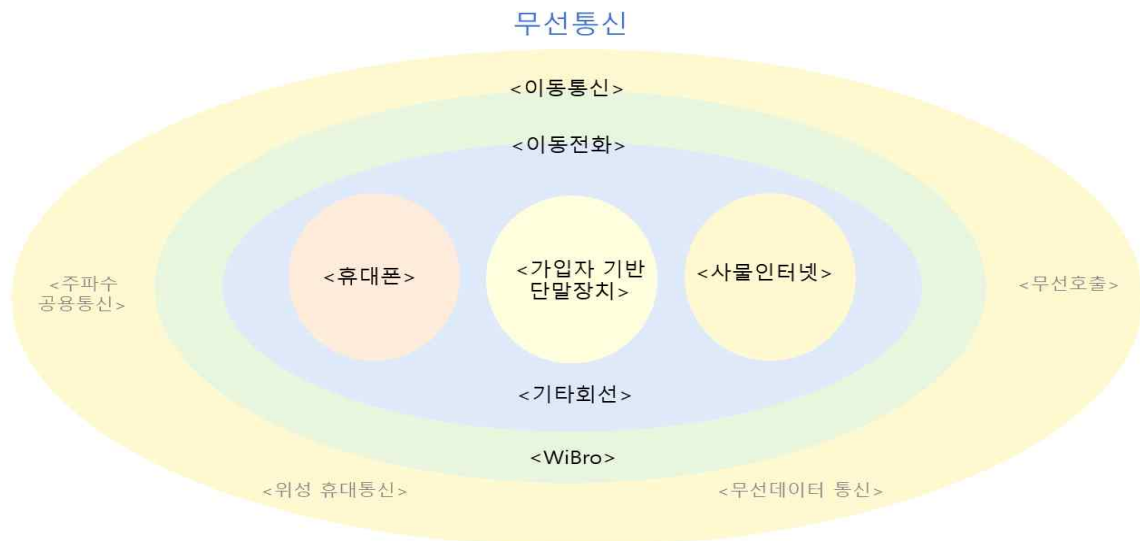 무선통신
<이동통신>
<이동전화>
<휴대폰>
<가입자 기반
단말장치>
<사물인터넷>
<주파수
공용통신>
<무선호출>
<기타회선>
<WiBro>
<위성 휴대통신>
<무선데이터 통신>